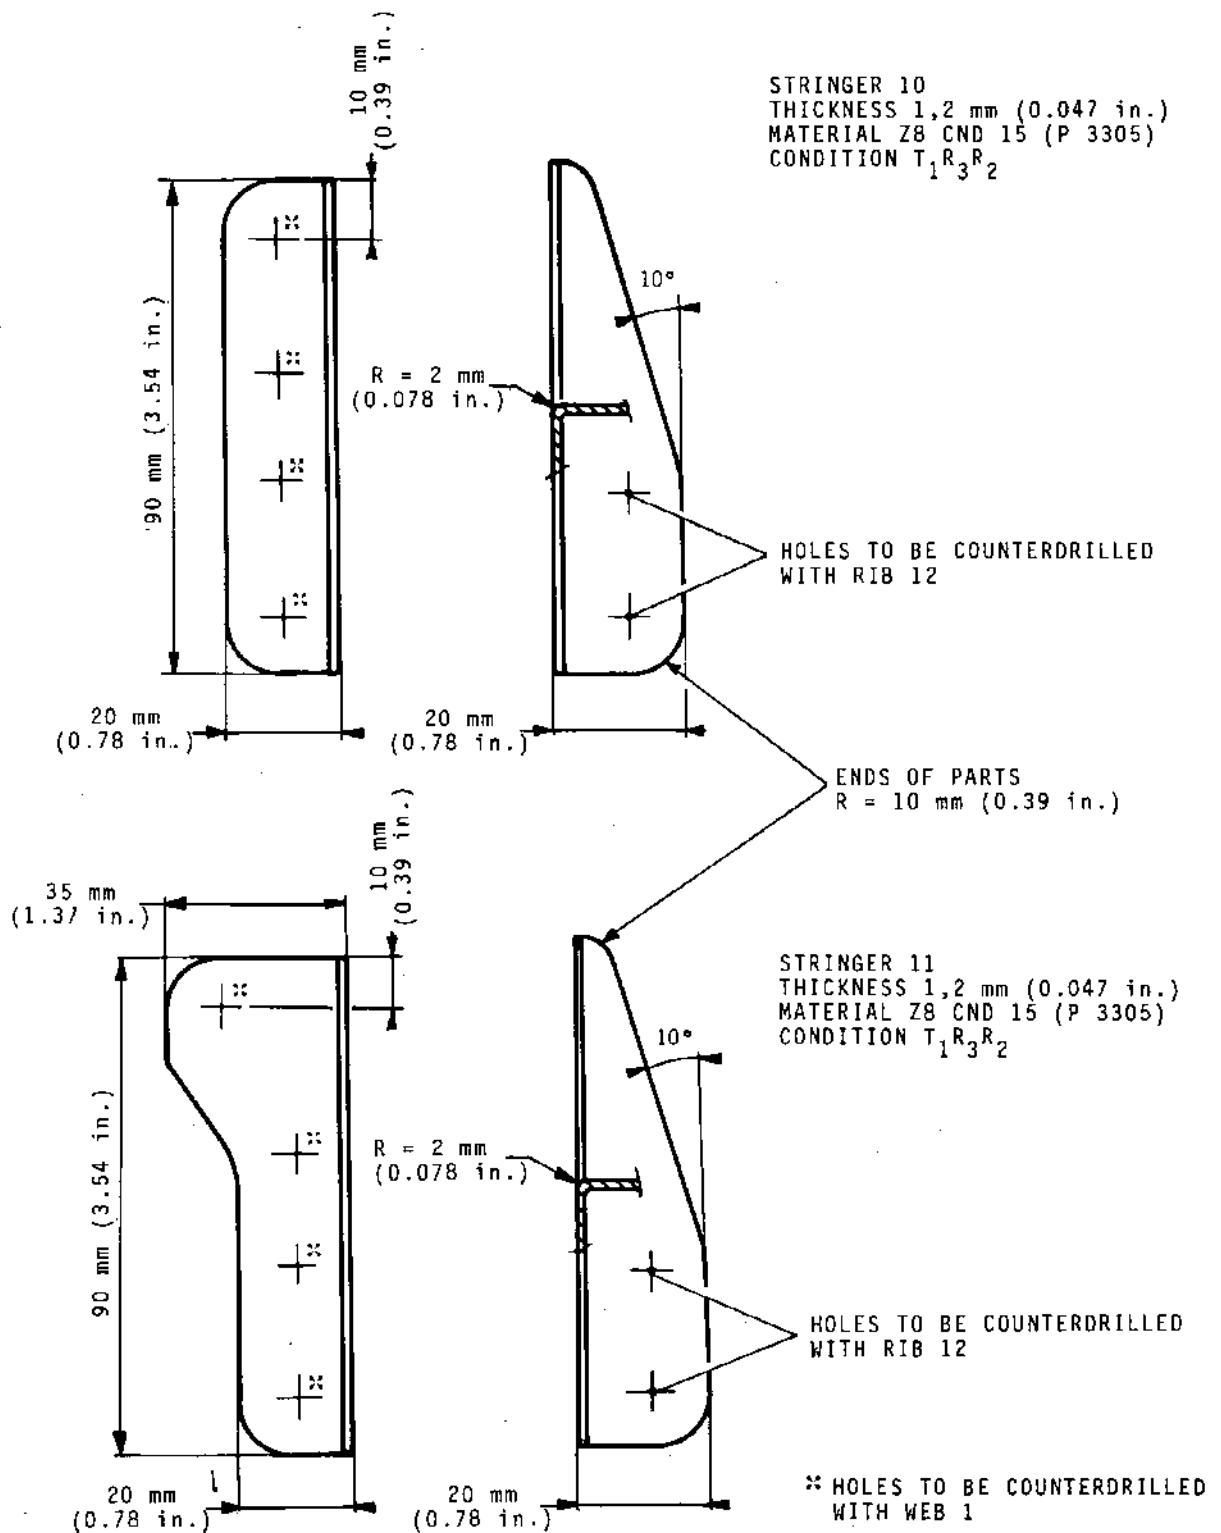 10 mm
(0.39 in.)
STRINGER 10
THICKNESS 1,2 mm (0.047 in.)
MATERIAL Z8 CND 15 (P 3305)
CONDITION T1R3R2
90 mm (3.54 in.)
10°
R = 2 mm
(0.078 in.)
HOLES TO BE COUNTERDRILLED
WITH RIB 12
20 mm
(0.78 in.)
20 mm
(0.78 in.)
ENDS OF PARTS
R = 10 mm (0.39 in.)
10 mm
(0.39 in.)
35 mm
(1.37 in.)
STRINGER 11
THICKNESS 1,2 mm (0.047 in.)
MATERIAL Z8 CND 15 (P 3305)
CONDITION T1R3R2
90 mm (3.54 in.)
10°
R = 2 mm
(0.078 in.)
HOLES TO BE COUNTERDRILLED
WITH RIB 12
20 mm
(0.78 in.)
20 mm
(0.78 in.)
※ HOLES TO BE COUNTERDRILLED
WITH WEB 1